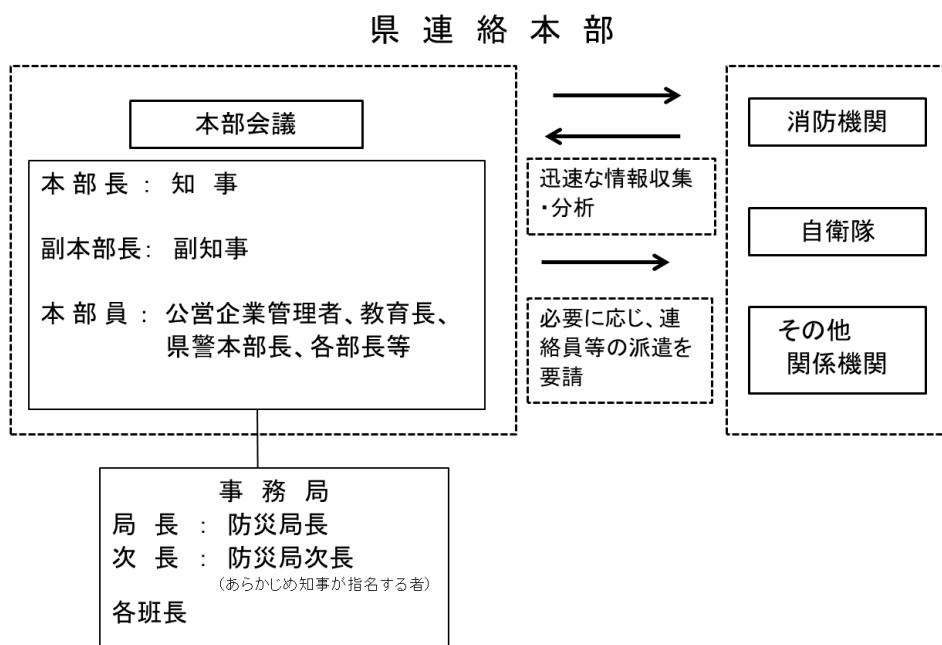 県連絡本部
本部会議
本部長：知事
副本部長：副知事
本部員：公営企業管理者、教育長、
県警本部長、各部長等
迅速な情報収集
・分析
必要に応じ、連
絡員等の派遣を
要請
消防機関
自衛隊
その他
関係機関
事務局
局長：防災局長
次長：防災局次長
（あらかじめ知事が指名する者）
各班長